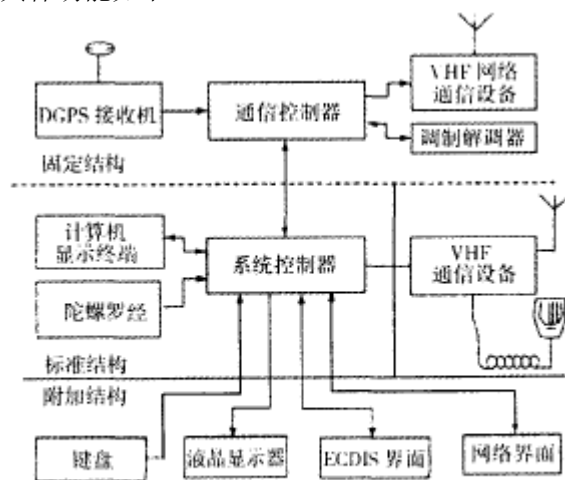 VHF 网络
通信设备
DGPS 接收机
通信控制器
调制解调器
固定结构
计算机
显示终端
系统控制器
VHF
通信设备
陀螺罗经
标准结构
附加结构
键盘
液晶显示器
ECDIS 界面
网络界面